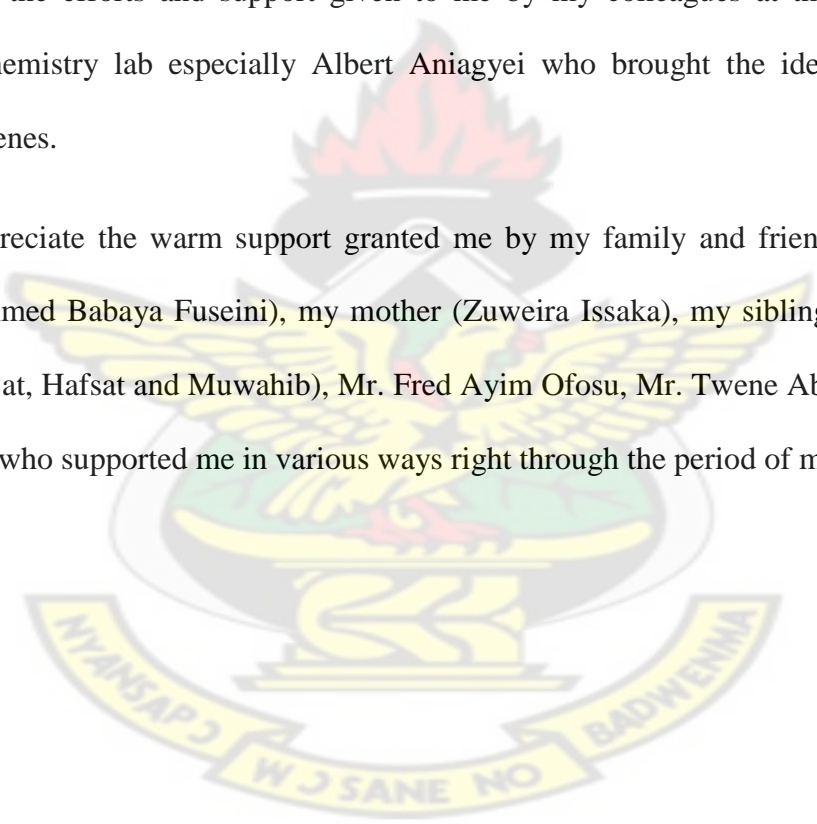 the efforts and support given to me by my colleagues at
hemistry lab especially Albert Aniagyei who brought the ide
enes.
reciate the warm support granted me by my family and frien
med Babaya Fuseini), my mother (Zuweira Issaka), my sibling
at, Hafsat and Muwahib), Mr. Fred Ayim Ofosu, Mr. Twene Ab
who supported me in various ways right through the period of m
NYANSAPƆ
WƆSANE NO
BADWENMA